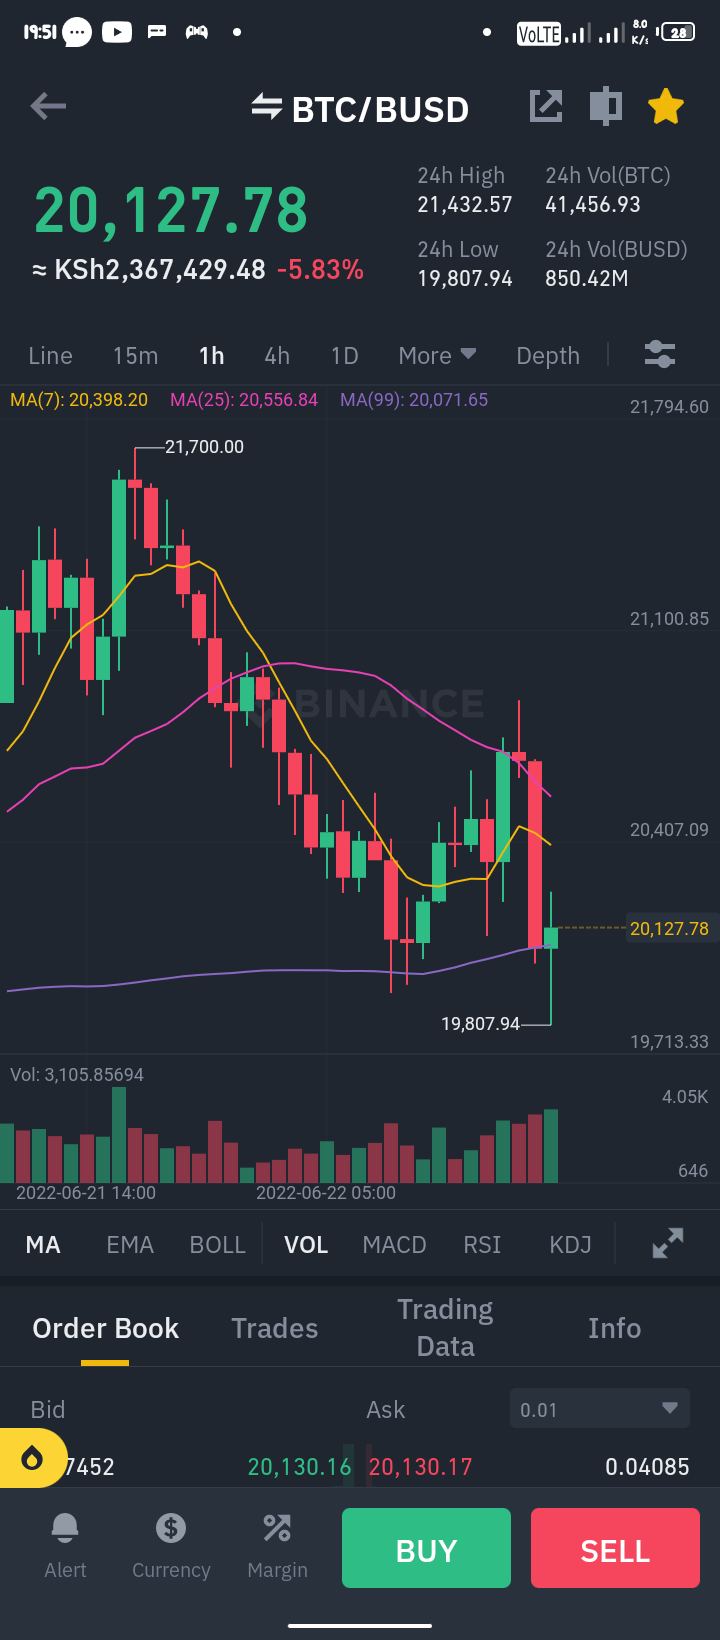 19:51
VoLTE
8.0
K/s
28
BTC/BUSD
20,127.78
≈ KSh2,367,429.48 -5.83%
24h High
21,432.57
24h Vol(BTC)
41,456.93
24h Low
19,807.94
24h Vol(BUSD)
850.42M
Line 15m 1h 4h 1D More Depth
MA(7): 20,398.20 MA(25): 20,556.84 MA(99): 20,071.65
21,794.60
21,700.00
21,100.85
BINANCE
20,407.09
20,127.78
19,807.94
19,713.33
Vol: 3,105.85694
4.05K
646
2022-06-21 14:00 2022-06-22 05:00
MA EMA BOLL VOL MACD RSI KDJ
Order Book Trades Trading Data Info
Bid Ask 0.01
7452 20,130.16 20,130.17 0.04085
Alert Currency Margin BUY SELL